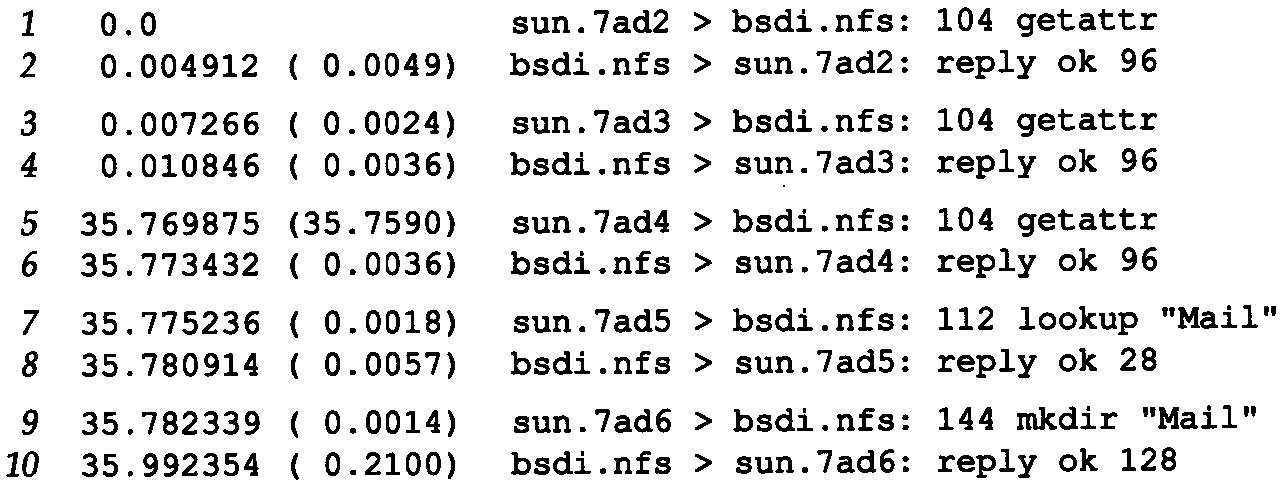 1 0.0 sun.7ad2 > bsdi.nfs: 104 getattr
2 0.004912 ( 0.0049) bsdi.nfs > sun.7ad2: reply ok 96
3 0.007266 ( 0.0024) sun.7ad3 > bsdi.nfs: 104 getattr
4 0.010846 ( 0.0036) bsdi.nfs > sun.7ad3: reply ok 96
5 35.769875 (35.7590) sun.7ad4 > bsdi.nfs: 104 getattr
6 35.773432 ( 0.0036) bsdi.nfs > sun.7ad4: reply ok 96
7 35.775236 ( 0.0018) sun.7ad5 > bsdi.nfs: 112 lookup "Mail"
8 35.780914 ( 0.0057) bsdi.nfs > sun.7ad5: reply ok 28
9 35.782339 ( 0.0014) sun.7ad6 > bsdi.nfs: 144 mkdir "Mail"
10 35.992354 ( 0.2100) bsdi.nfs > sun.7ad6: reply ok 128